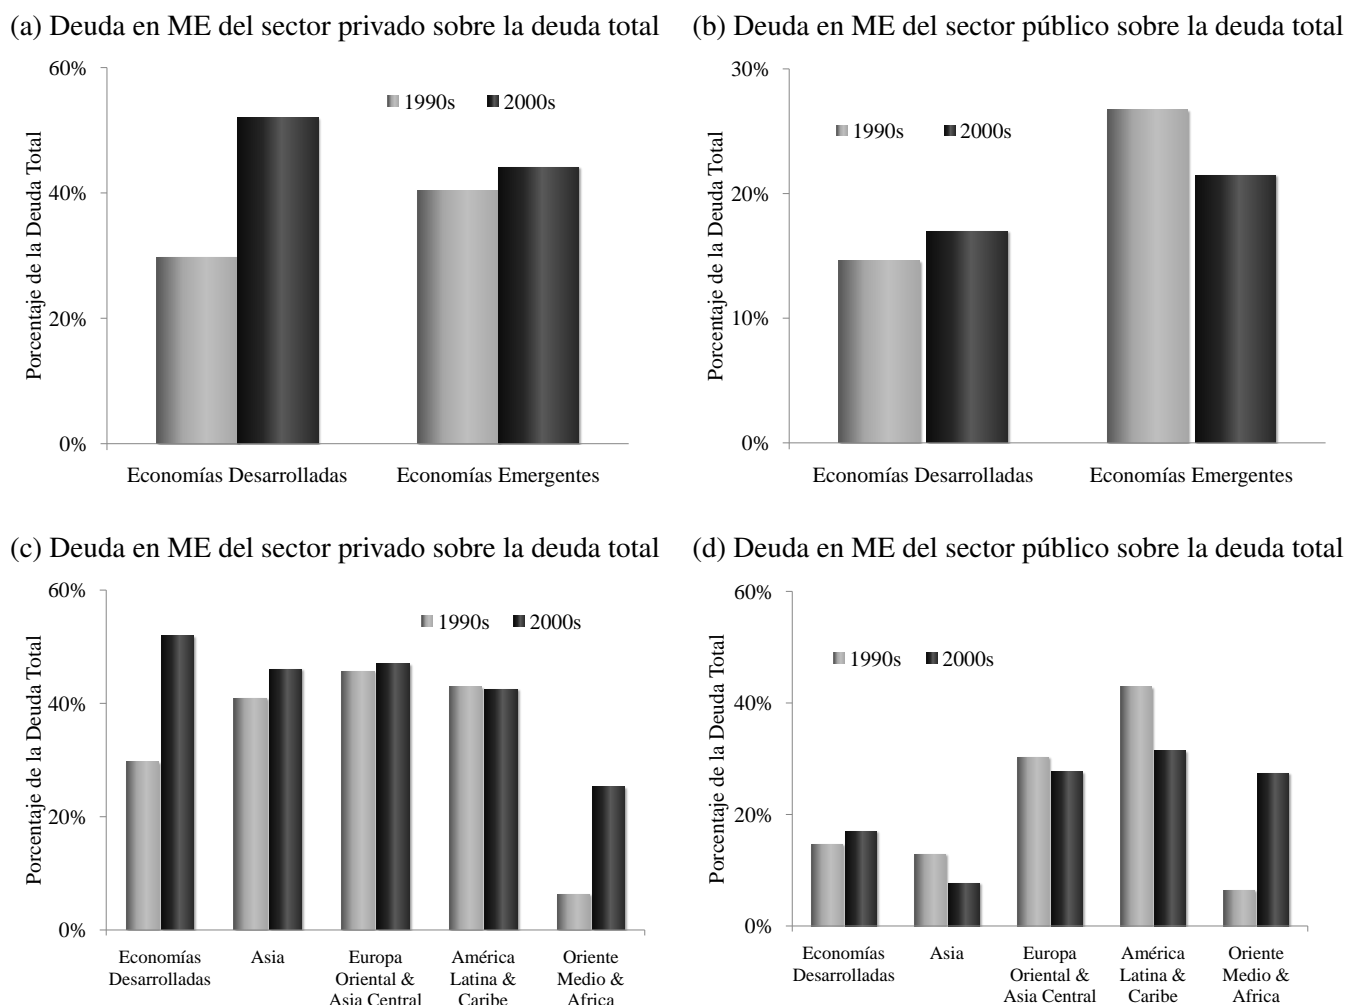 (a) Deuda en ME del sector privado sobre la deuda total
60%
40%
20%
0%
Porcentaje de la Deuda Total
1990s
2000s
Economías Desarrolladas
Economías Emergentes
(b) Deuda en ME del sector público sobre la deuda total
30%
20%
10%
0%
Porcentaje de la Deuda Total
1990s
2000s
Economías Desarrolladas
Economías Emergentes
(c) Deuda en ME del sector privado sobre la deuda total
60%
40%
20%
0%
Porcentaje de la Deuda Total
1990s
2000s
Economías
Desarrolladas
Asia
Europa
Oriental &
Asia Central
América
Latina &
Caribe
Oriente
Medio &
Africa
(d) Deuda en ME del sector público sobre la deuda total
60%
40%
20%
0%
Porcentaje de la Deuda Total
1990s
2000s
Economías
Desarrolladas
Asia
Europa
Oriental &
Asia Central
América
Latina &
Caribe
Oriente
Medio &
Africa